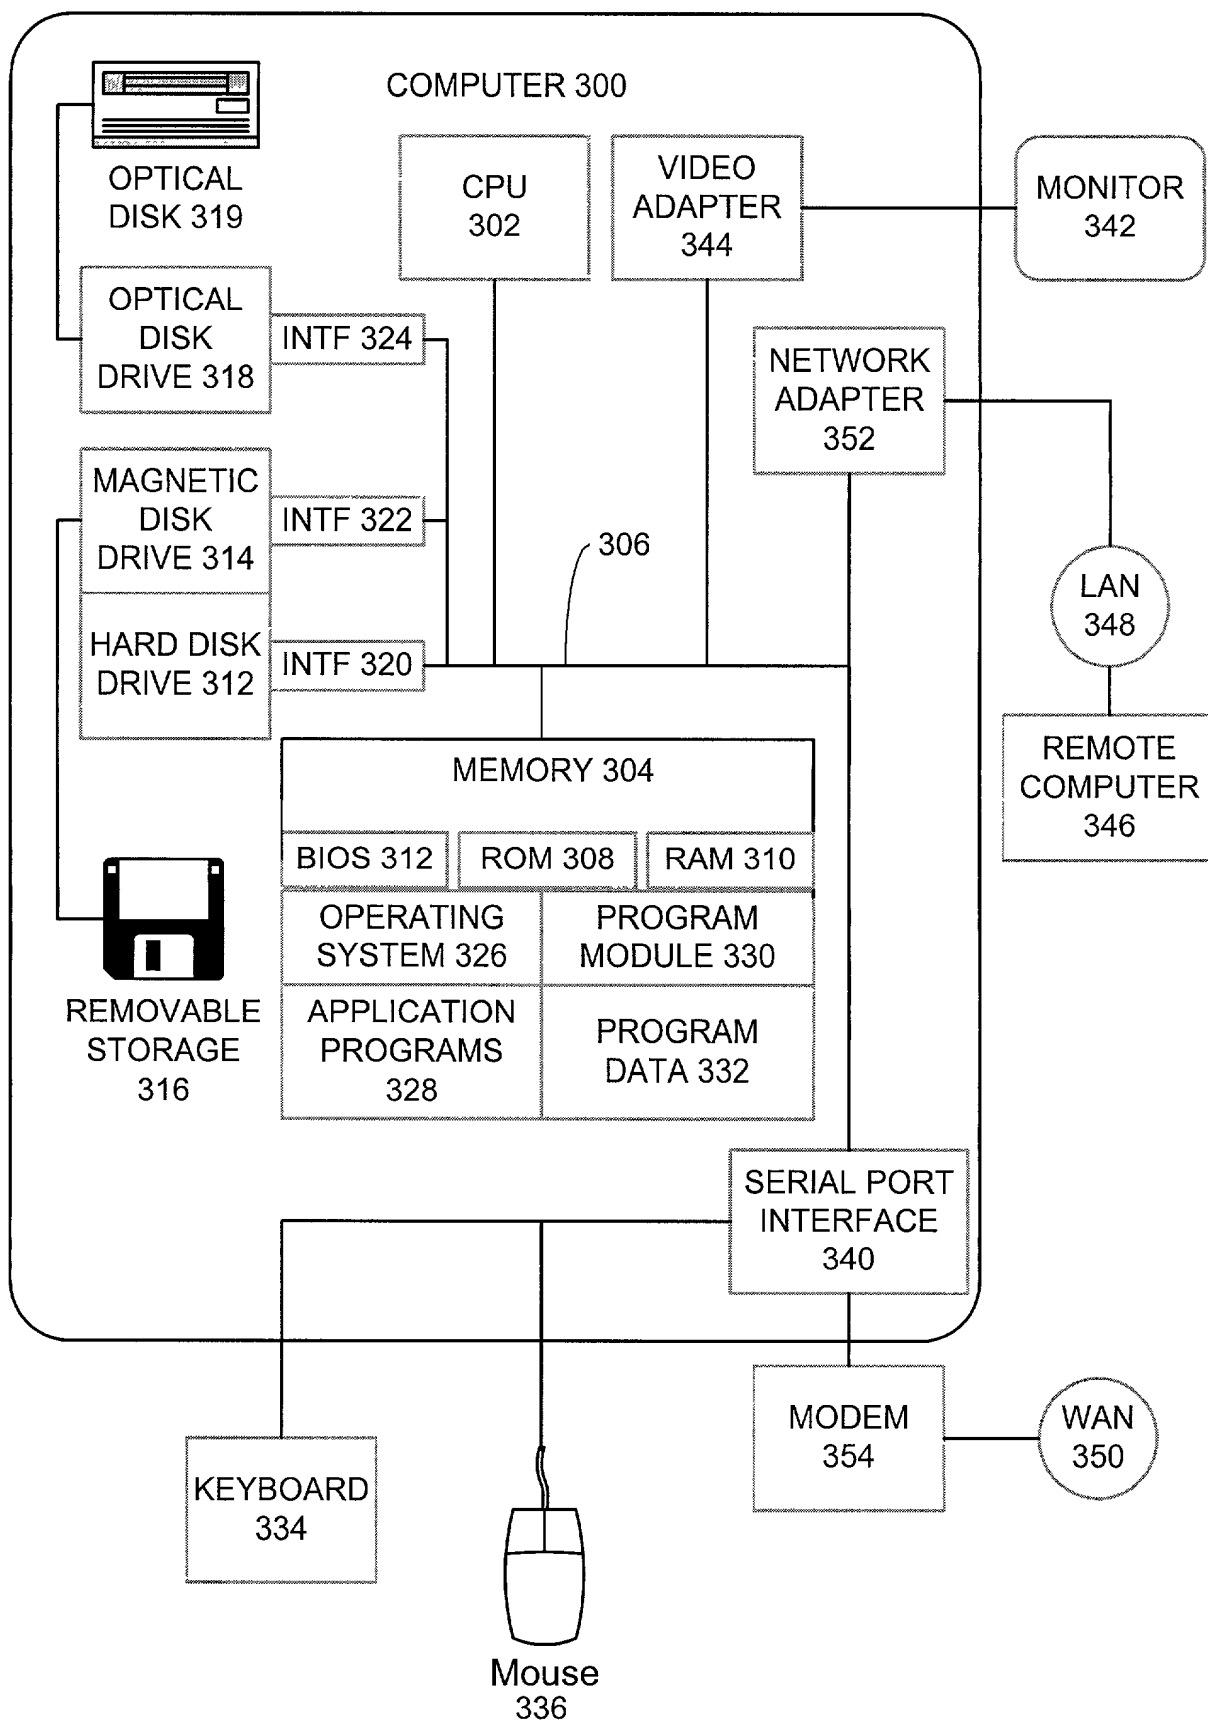 COMPUTER 300
OPTICAL
DISK 319
CPU
302
VIDEO
ADAPTER
344
MONITOR
342
OPTICAL
DISK
DRIVE 318
INTF 324
NETWORK
ADAPTER
352
MAGNETIC
DISK
DRIVE 314
INTF 322
306
LAN
348
HARD DISK
DRIVE 312
INTF 320
REMOTE
COMPUTER
346
MEMORY 304
BIOS 312
ROM 308
RAM 310
OPERATING
SYSTEM 326
PROGRAM
MODULE 330
REMOVABLE
STORAGE
316
APPLICATION
PROGRAMS
328
PROGRAM
DATA 332
SERIAL PORT
INTERFACE
340
MODEM
354
WAN
350
KEYBOARD
334
Mouse
336